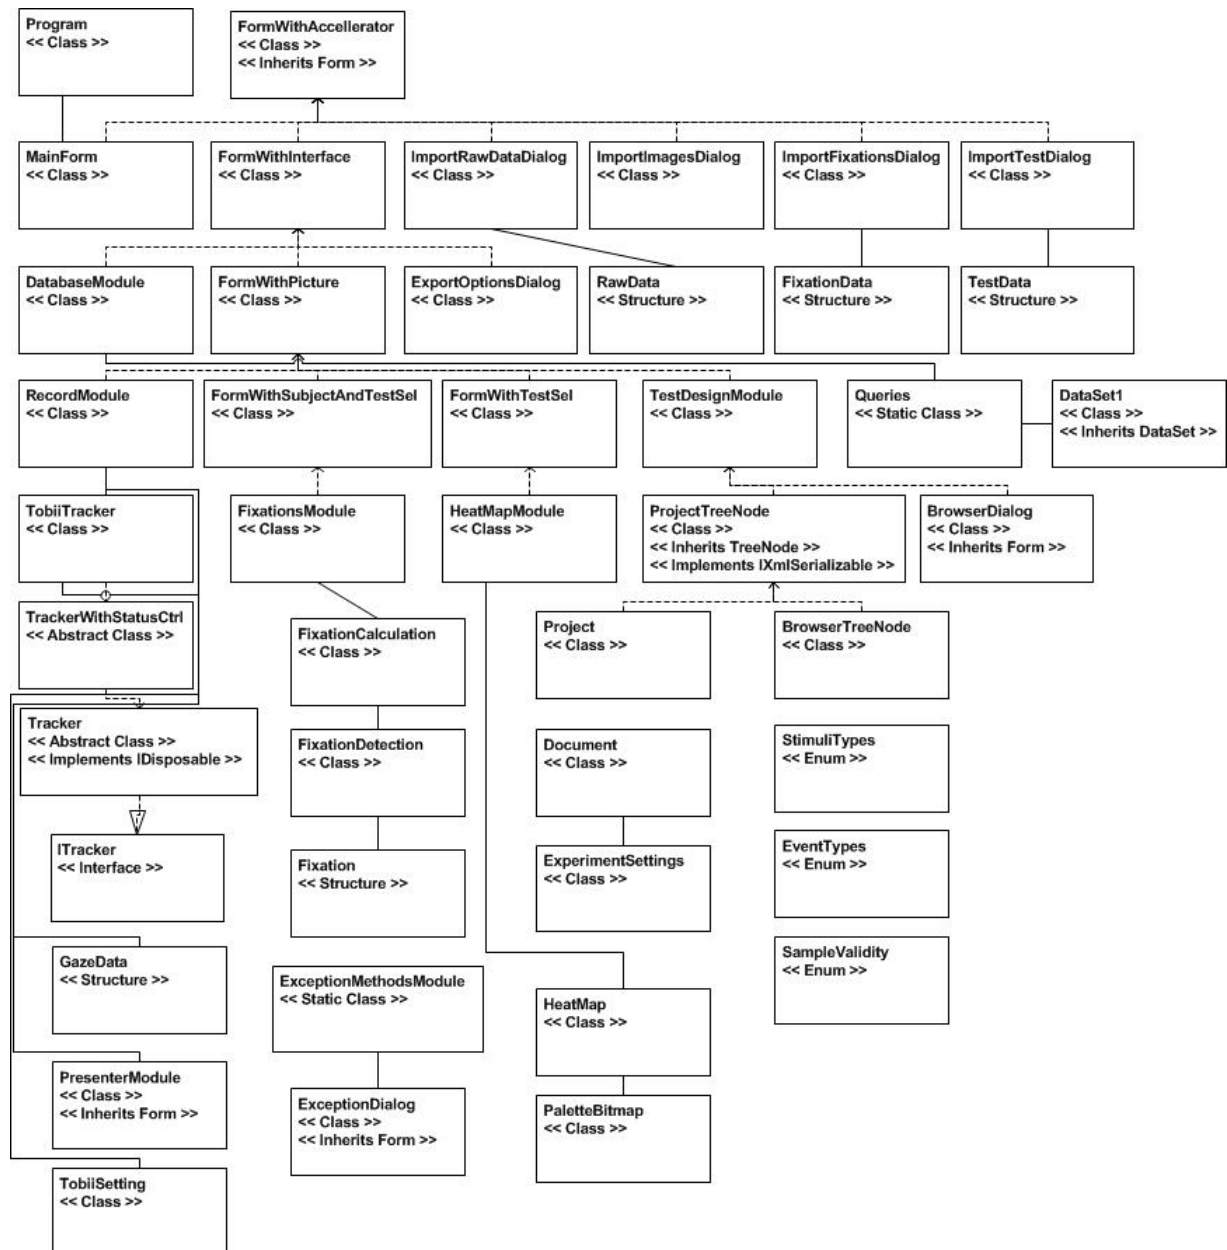 Program
<< Class >>
FormWithAccellerator
<< Class >>
<< Inherits Form >>
MainForm
<< Class >>
FormWithInterface
<< Class >>
ImportRawDataDialog
<< Class >>
ImportImagesDialog
<< Class >>
ImportFixationsDialog
<< Class >>
ImportTestDialog
<< Class >>
DatabaseModule
<< Class >>
FormWithPicture
<< Class >>
ExportOptionsDialog
<< Class >>
RawData
<< Structure >>
FixationData
<< Structure >>
TestData
<< Structure >>
RecordModule
<< Class >>
FormWithSubjectAndTestSel
<< Class >>
FormWithTestSel
<< Class >>
TestDesignModule
<< Class >>
Queries
<< Static Class >>
DataSet1
<< Class >>
<< Inherits DataSet >>
TobiiTracker
<< Class >>
FixationsModule
<< Class >>
HeatMapModule
<< Class >>
ProjectTreeNode
<< Class >>
<< Inherits TreeNode >>
<< Implements IXmlSerializable >>
BrowserDialog
<< Class >>
<< Inherits Form >>
TrackerWithStatusCtrl
<< Abstract Class >>
FixationCalculation
<< Class >>
Project
<< Class >>
BrowserTreeNode
<< Class >>
Tracker
<< Abstract Class >>
<< Implements IDisposable >>
FixationDetection
<< Class >>
Document
<< Class >>
StimuliTypes
<< Enum >>
ITracker
<< Interface >>
Fixation
<< Structure >>
ExperimentSettings
<< Class >>
EventTypes
<< Enum >>
GazeData
<< Structure >>
ExceptionMethodsModule
<< Static Class >>
HeatMap
<< Class >>
SampleValidity
<< Enum >>
PresenterModule
<< Class >>
<< Inherits Form >>
ExceptionDialog
<< Class >>
<< Inherits Form >>
PaletteBitmap
<< Class >>
TobiiSetting
<< Class >>